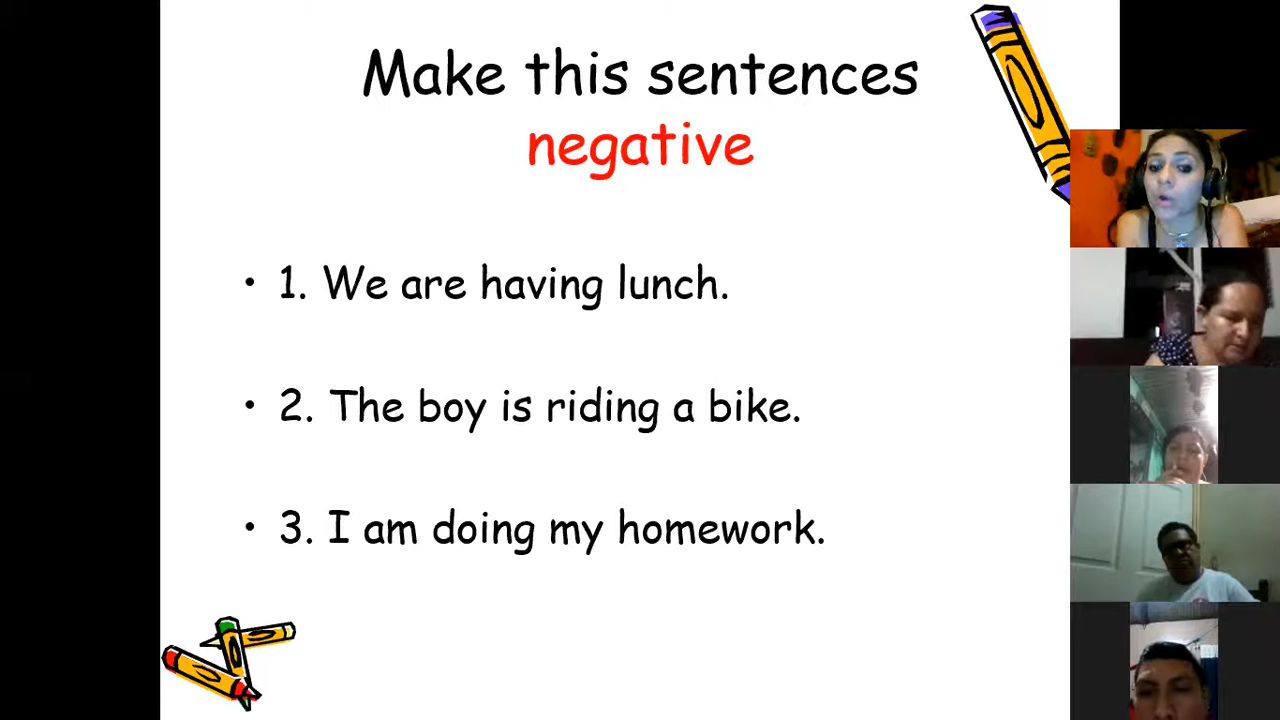 Make this sentences
negative
• 1. We are having lunch.
• 2. The boy is riding a bike.
• 3. I am doing my homework.